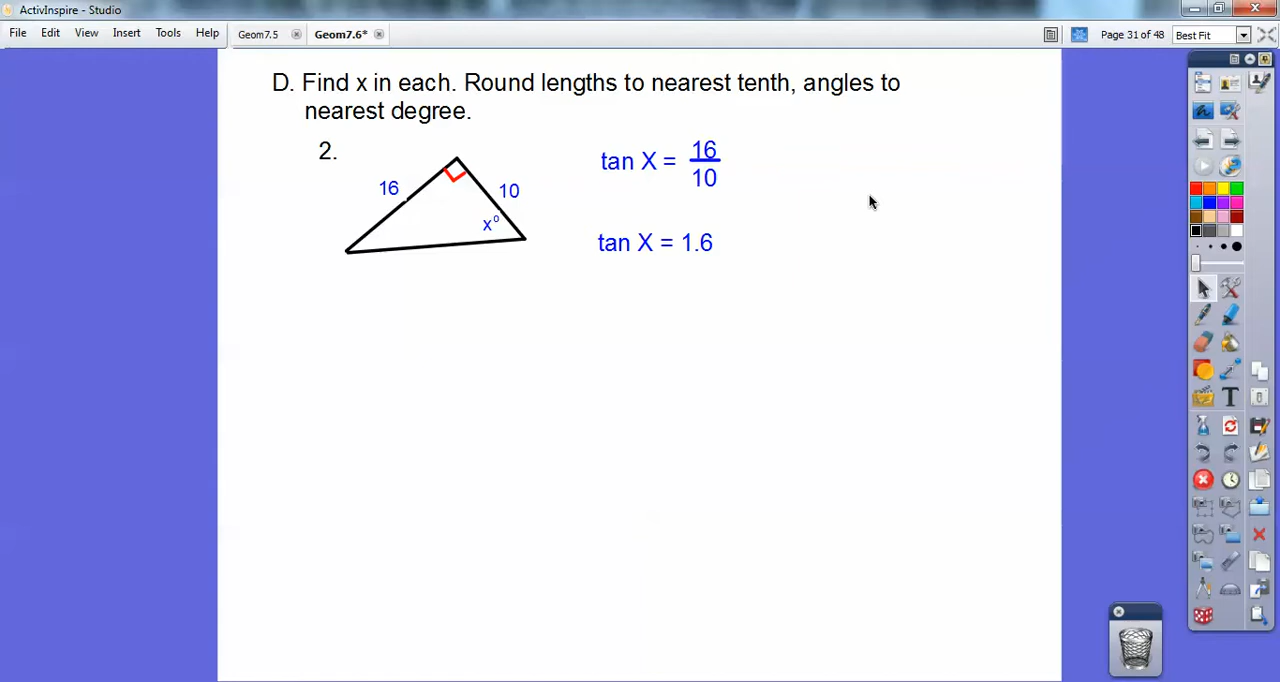 ActivInspire - Studio
File Edit View Insert Tools Help
Geom7.5 Geom7.6* Page 31 of 48 Best Fit
D. Find x in each. Round lengths to nearest tenth, angles to
nearest degree.
2.
16
10
x°
tan X = 16/10
tan X = 1.6